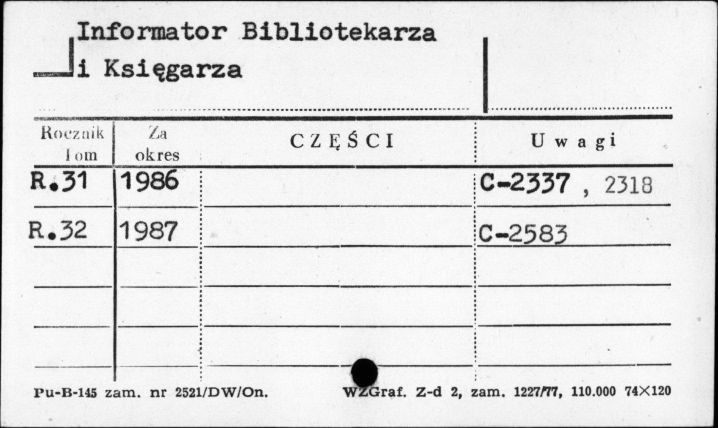 Informator Bibliotekarza
i Księgarza
Rocznik Tom | Za okres | CZĘŚCI | Uwagi
R.31 | 1986 | C-2337, 2318
R.32 | 1987 | C-2583
Pu-B-145 zam. nr 2521/DW/On. WZGraf. Z-d 2, zam. 1227/77, 110.000 74×120